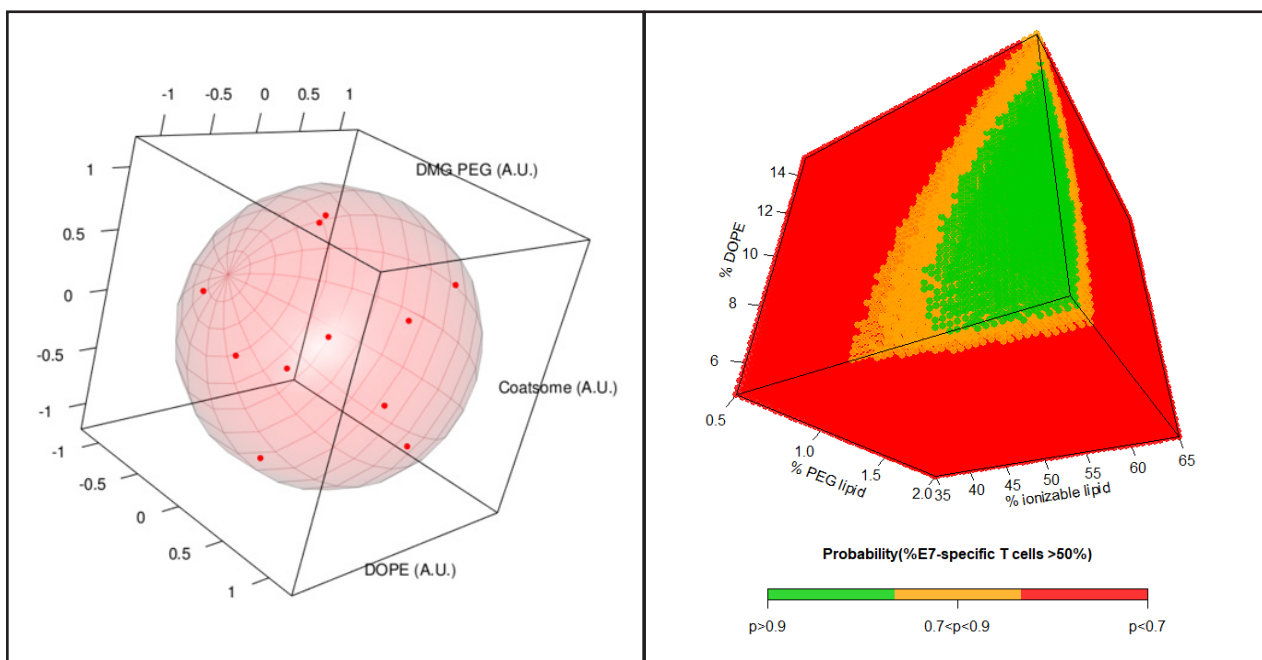 -1 -0.5 0 0.5 1
DMG PEG (A.U.)
1
0.5
0
-0.5
-1
Coatsome (A.U.)
-1
-0.5
0
0.5
1
DOPE (A.U.)
14
12
10
8
6
% DOPE
0.5
1.0
1.5
2.0
% PEG lipid
35 40 45 50 55 60 65
% ionizable lipid
Probability(%E7-specific T cells >50%)
p>0.9 0.7<p<0.9 p<0.7